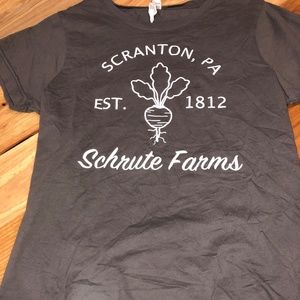 SCRANTON, PA
EST. 1812
Schrute Farms